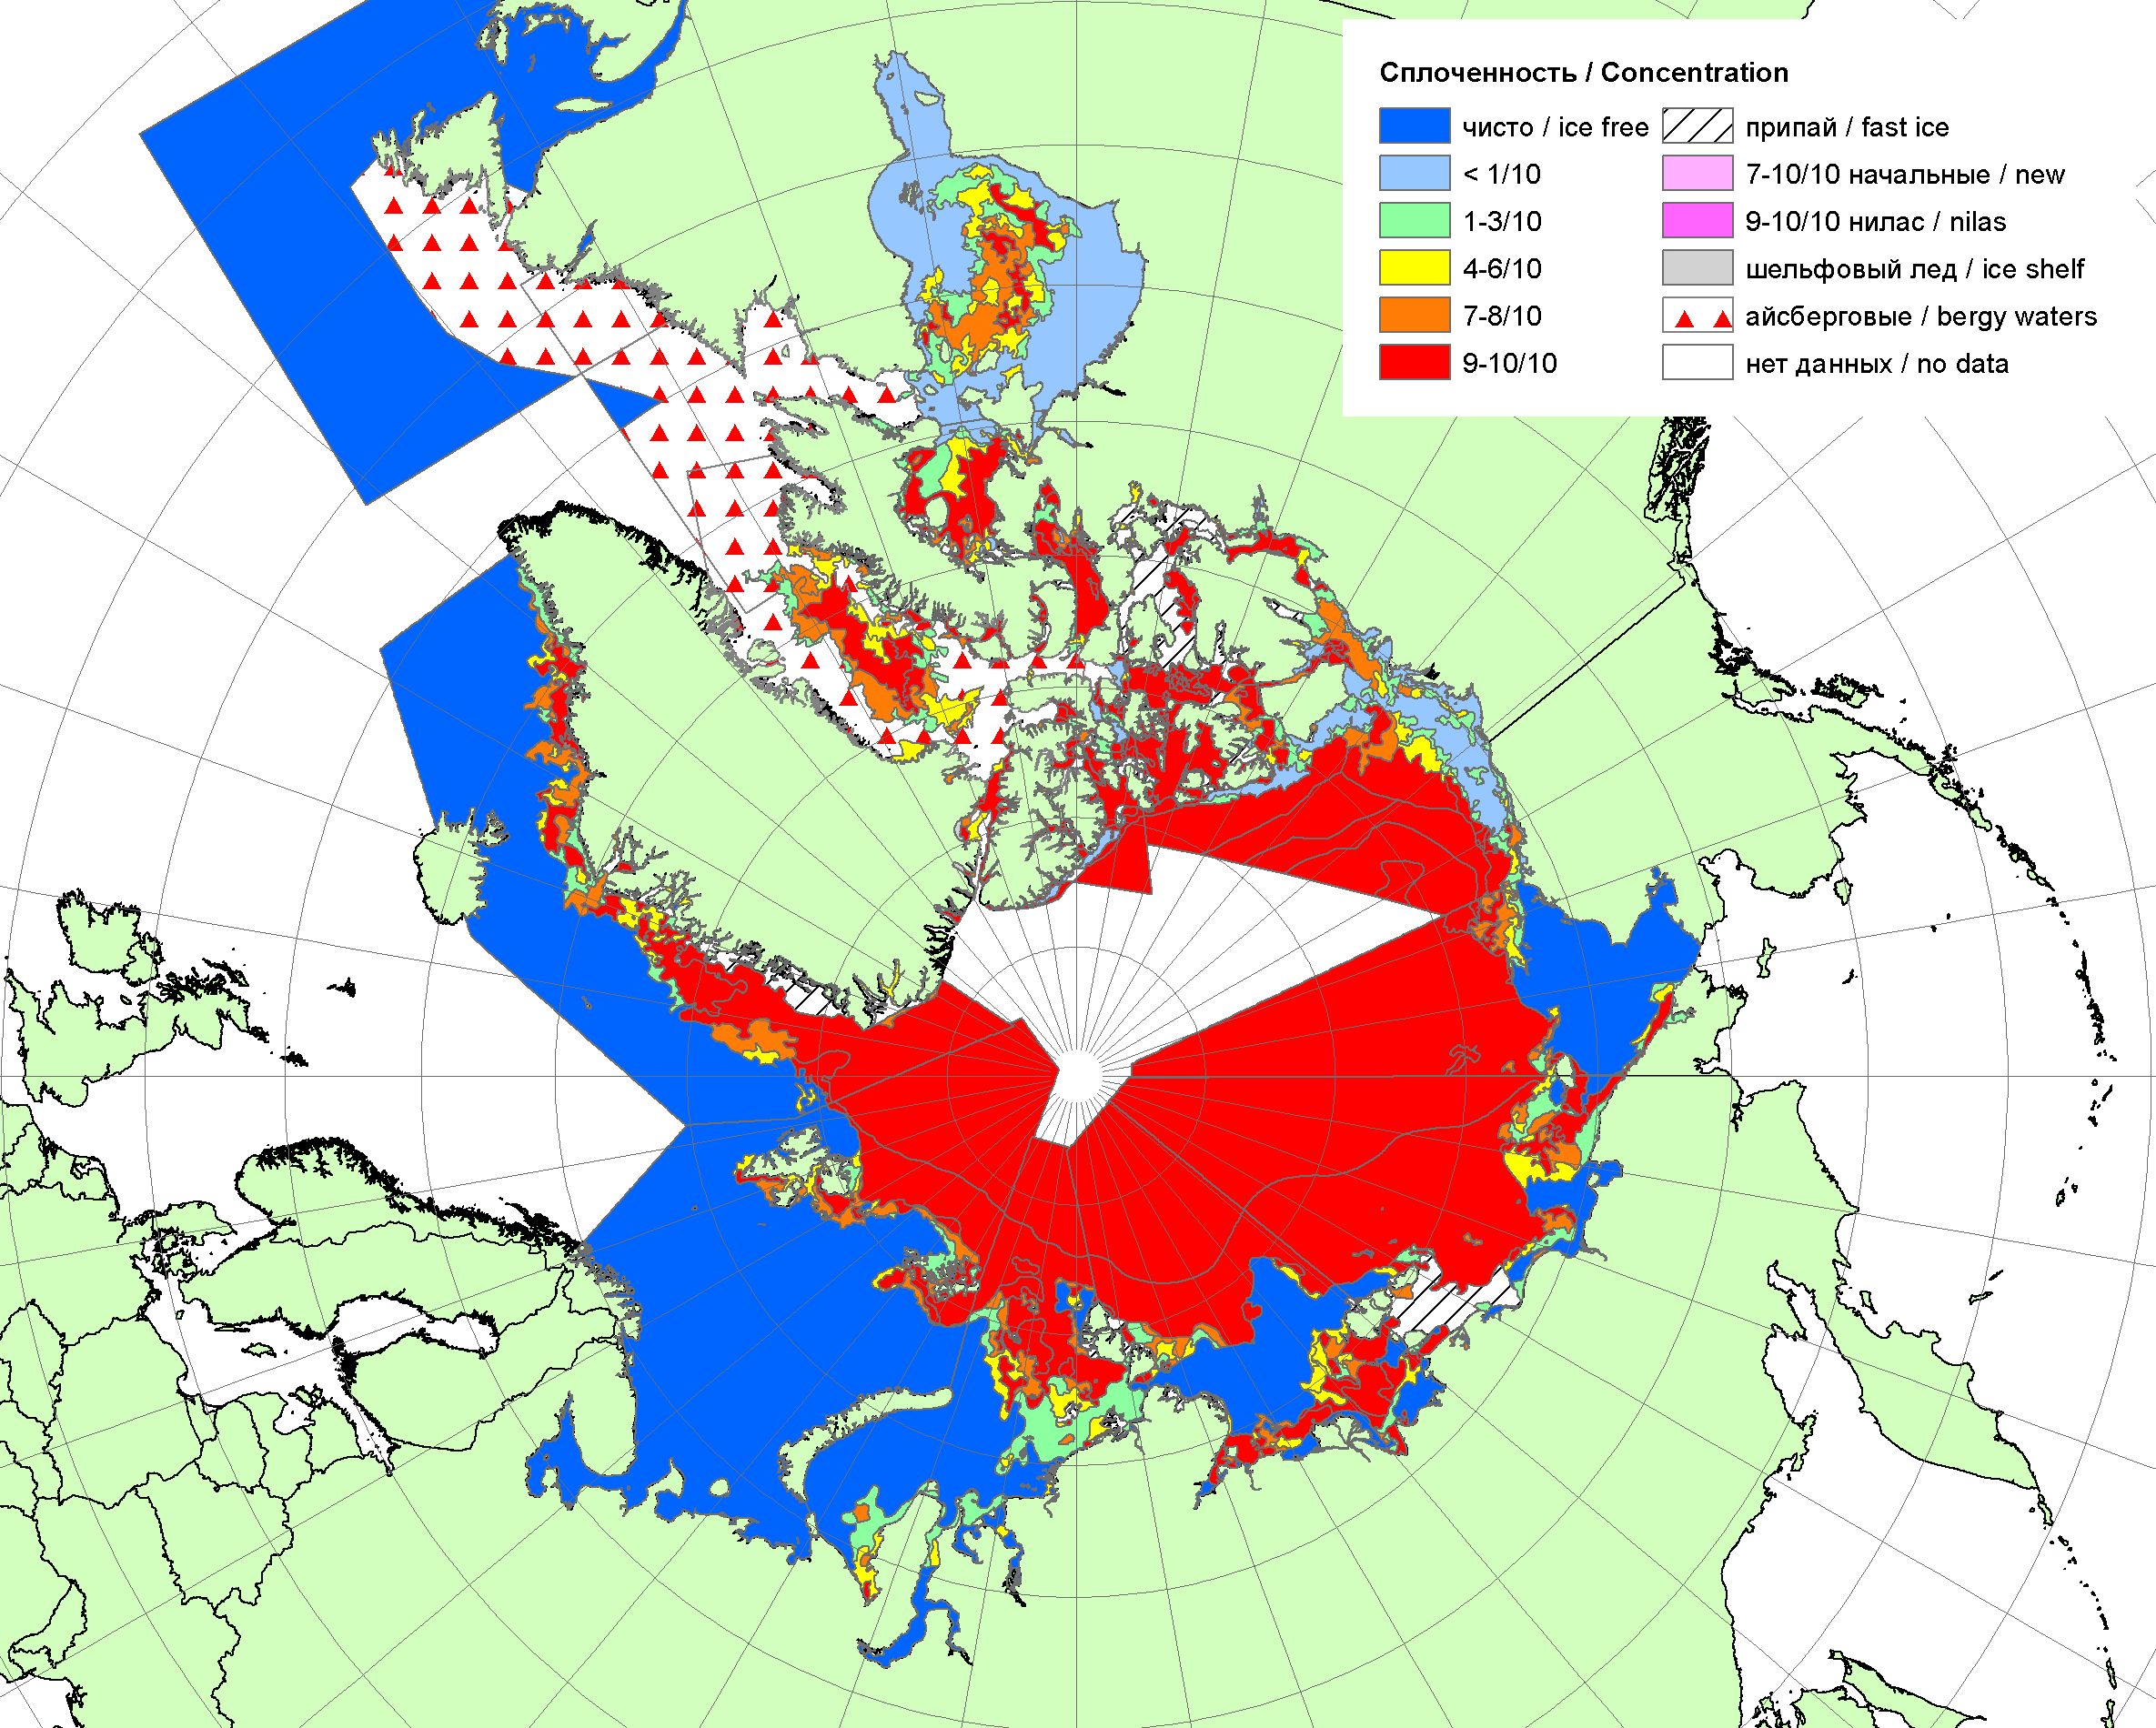 Сплоченность / Concentration
чисто / ice free
< 1/10
1-3/10
4-6/10
7-8/10
9-10/10
припай / fast ice
7-10/10 начальные / new
9-10/10 нилас / nilas
шельфовый лед / ice shelf
айсберговые / bergy waters
нет данных / no data